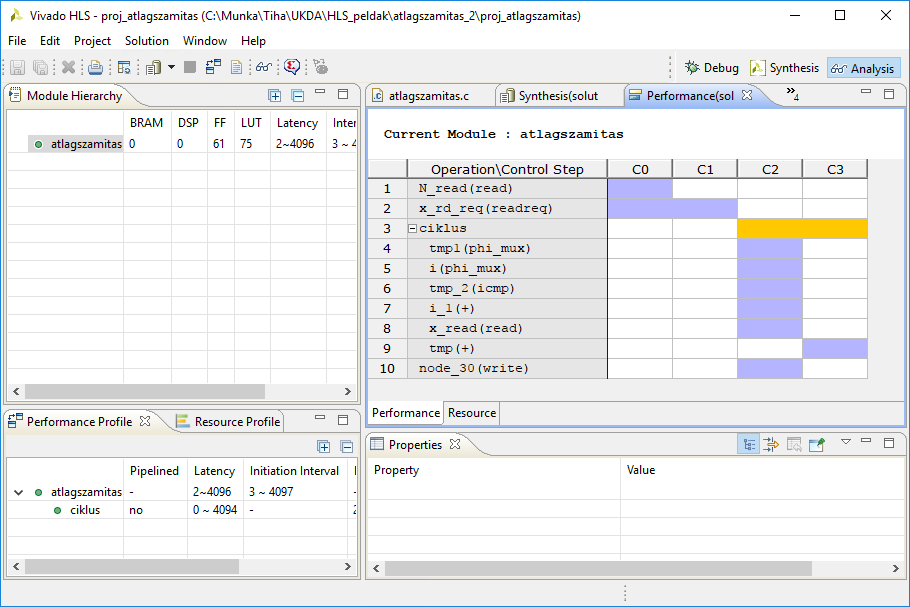 Vivado HLS - proj_atlagszamitas (C:\Munka\Tiha\UKDA\HLS_peldak\atlagszamitas_2\proj_atlagszamitas)
File Edit Project Solution Window Help
Debug Synthesis Analysis
Module Hierarchy
BRAM DSP FF LUT Latency Inter
atlagszamitas 0 0 61 75 2~4096 3 ~ 4
atlagszamitas.c Synthesis(solut Performance(sol »4
Current Module : atlagszamitas
Operation\Control Step C0 C1 C2 C3
1 N_read(read)
2 x_rd_req(readreq)
3 ciklus
4 tmp1(phi_mux)
5 i(phi_mux)
6 tmp_2(icmp)
7 i_1(+)
8 x_read(read)
9 tmp(+)
10 node_30(write)
Performance Resource
Performance Profile Resource Profile
Pipelined Latency Initiation Interval
atlagszamitas - 2~4096 3 ~ 4097 -
ciklus no 0 ~ 4094 - 2
Properties
Property Value